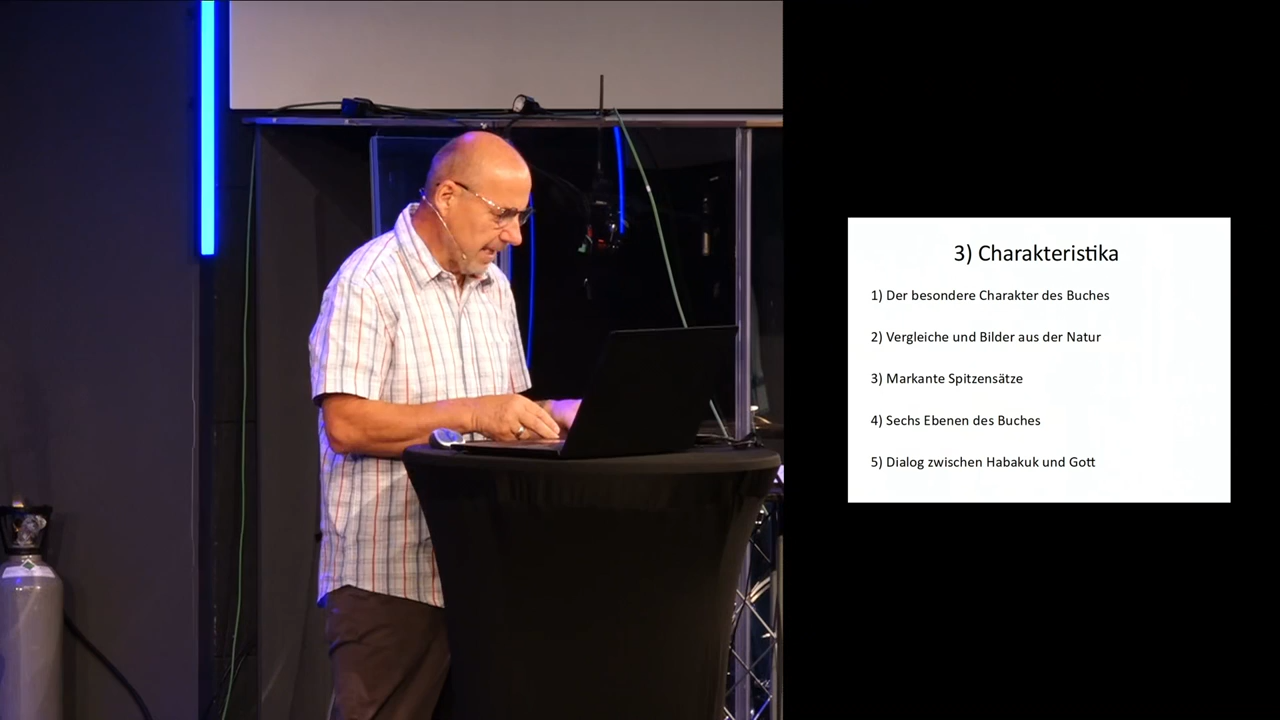 3) Charakteristika
1) Der besondere Charakter des Buches
2) Vergleiche und Bilder aus der Natur
3) Markante Spitzensätze
4) Sechs Ebenen des Buches
5) Dialog zwischen Habakuk und Gott